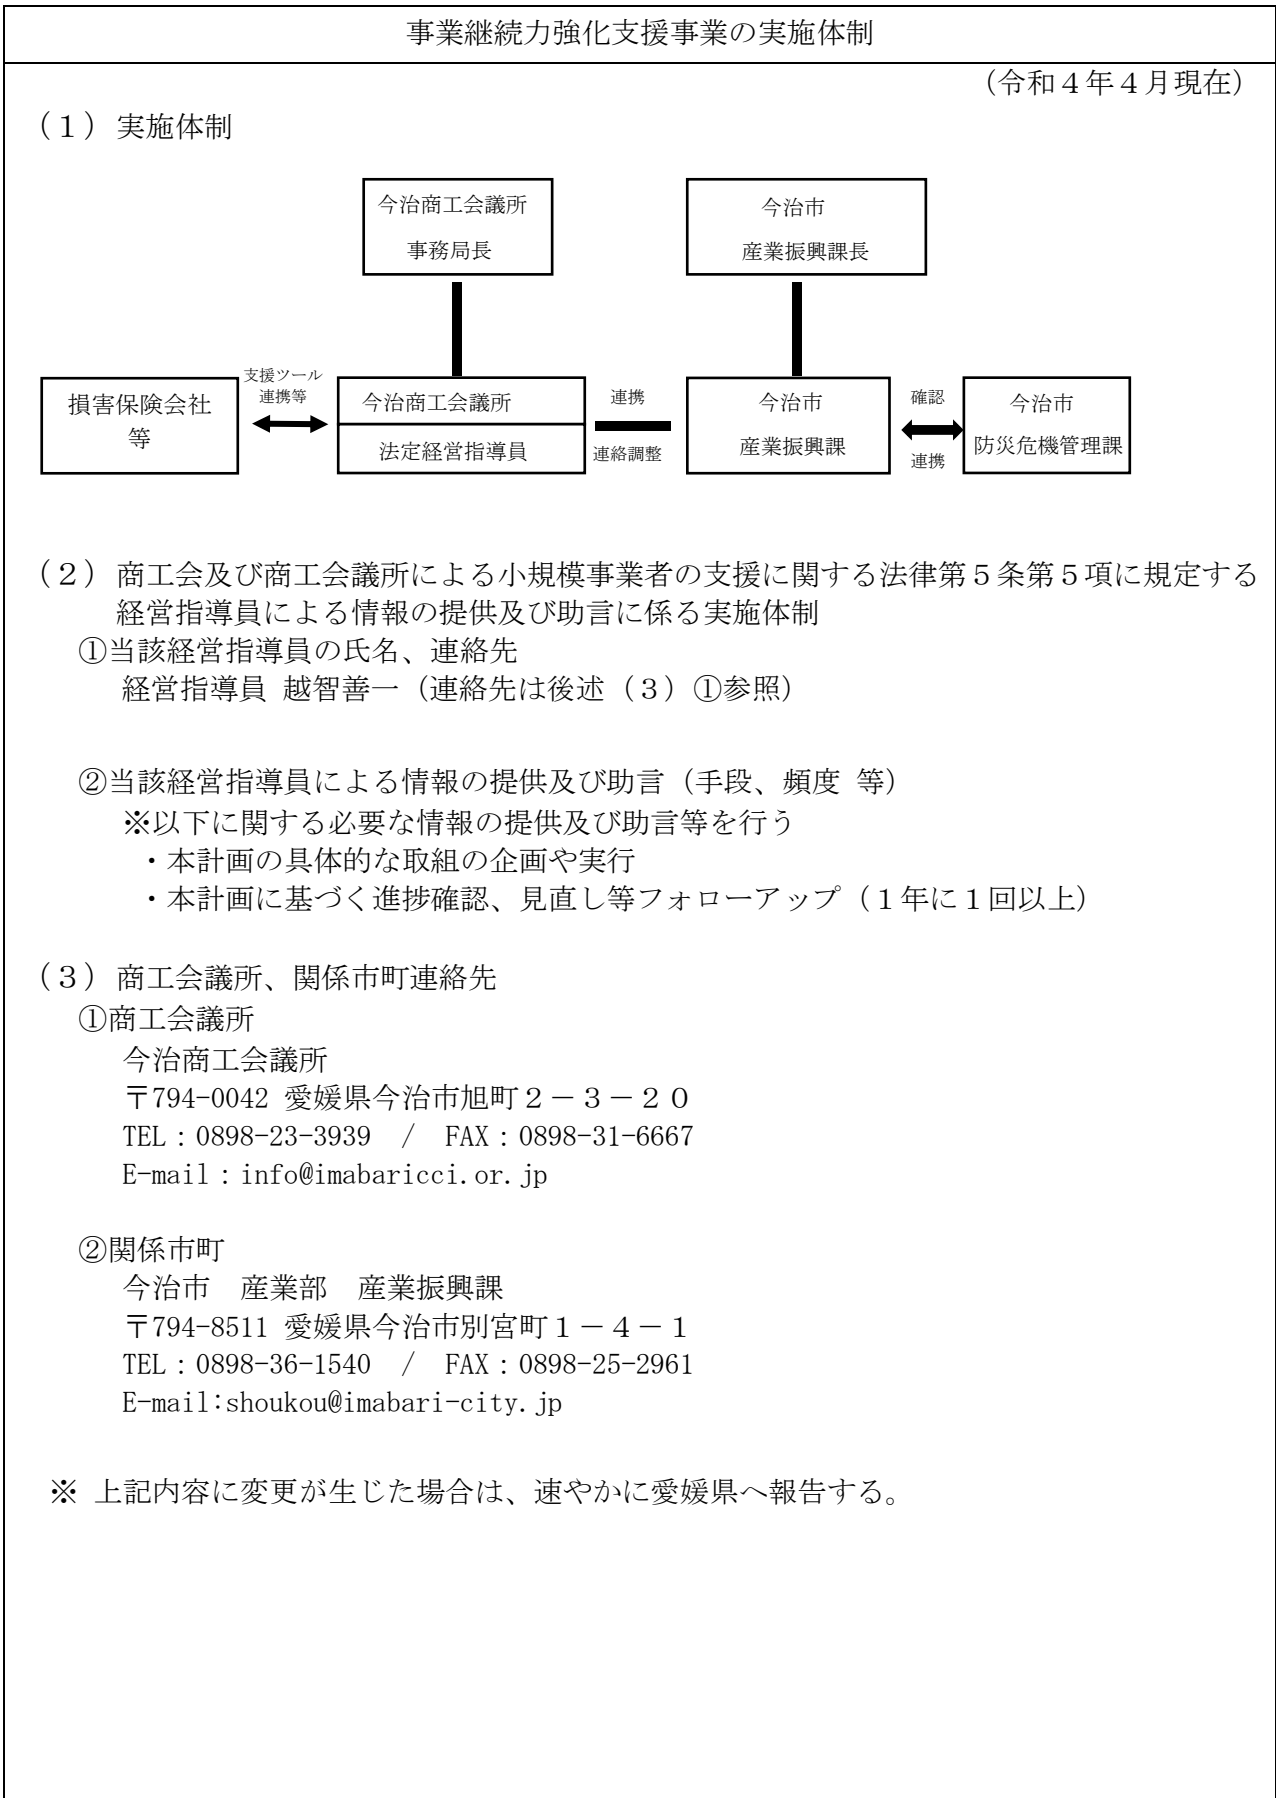 事業継続力強化支援事業の実施体制
（令和４年４月現在）
（１）実施体制
今治商工会議所
事務局長
今治市
産業振興課長
損害保険会社
等
支援ツール
連携等
今治商工会議所
法定経営指導員
連携
連絡調整
今治市
産業振興課
確認
連携
今治市
防災危機管理課
（２）商工会及び商工会議所による小規模事業者の支援に関する法律第５条第５項に規定する
経営指導員による情報の提供及び助言に係る実施体制
①当該経営指導員の氏名、連絡先
経営指導員 越智善一（連絡先は後述（３）①参照）
②当該経営指導員による情報の提供及び助言（手段、頻度 等）
※以下に関する必要な情報の提供及び助言等を行う
・本計画の具体的な取組の企画や実行
・本計画に基づく進捗確認、見直し等フォローアップ（１年に１回以上）
（３）商工会議所、関係市町連絡先
①商工会議所
今治商工会議所
〒794-0042 愛媛県今治市旭町２－３－２０
TEL：0898-23-3939 / FAX：0898-31-6667
E-mail：info@imabaricci.or.jp
②関係市町
今治市　産業部　産業振興課
〒794-8511 愛媛県今治市別宮町１－４－１
TEL：0898-36-1540 / FAX：0898-25-2961
E-mail:shoukou@imabari-city.jp
※ 上記内容に変更が生じた場合は、速やかに愛媛県へ報告する。